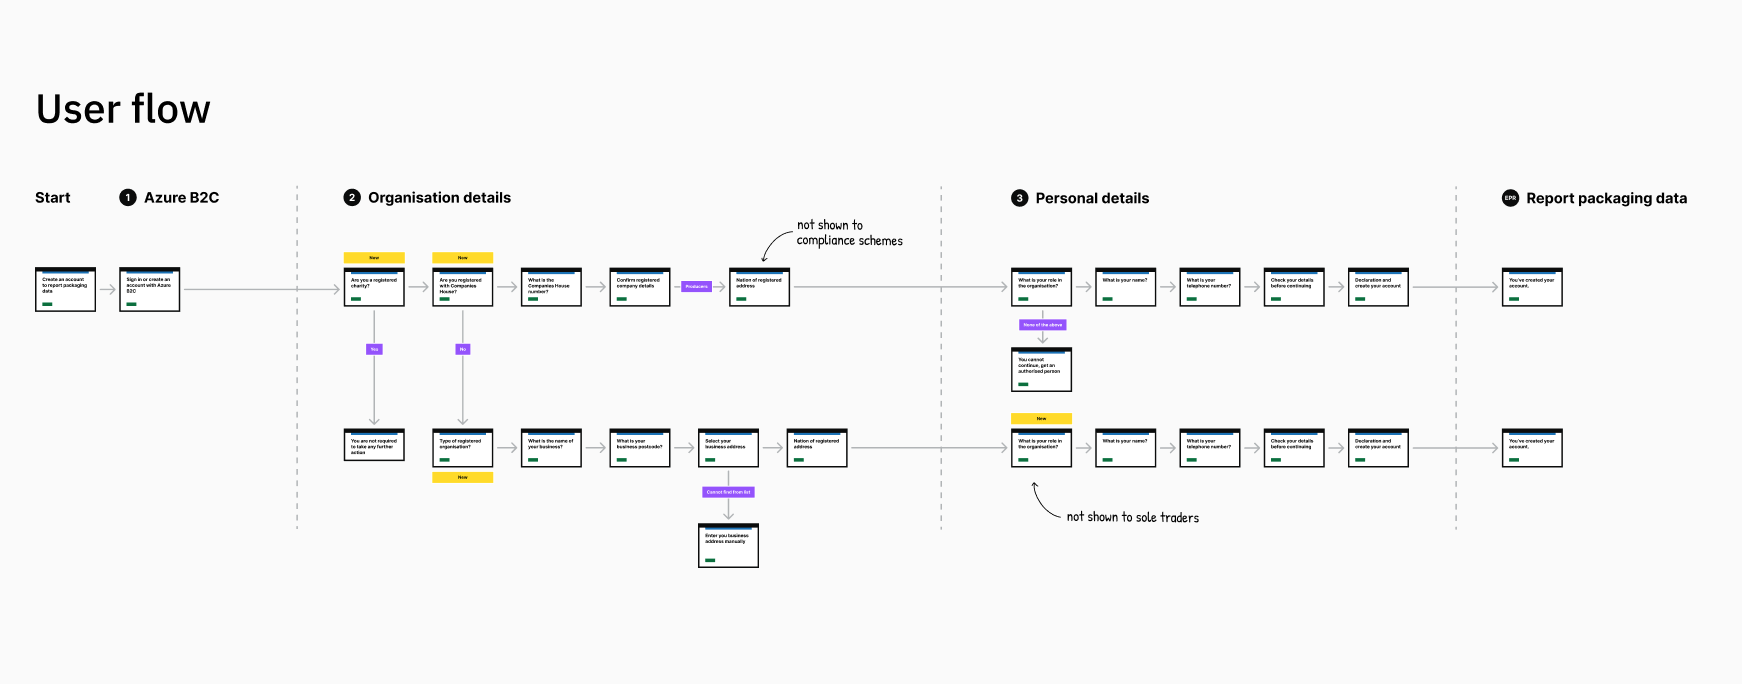 User flow
Start
1 Azure B2C
2 Organisation details
3 Personal details
EPR Report packaging data
not shown to
compliance schemes
New
New
Create an account
to report packaging
data
Sign in or create an
account with Azure
B2C
Are you a registered
charity?
Are you registered
with Companies
House?
What is the
Companies House
number?
Confirm registered
company details
Producers
Nation of registered
address
What is your role in
the organisation?
What is your name?
What is your
telephone number?
Check your details
before continuing
Declaration and
create your account
You've created your
account.
None of the above
Yes
No
You cannot
continue, get an
authorised person
New
You are not required
to take any further
action
Type of registered
organisation?
What is the name of
your business?
What is your
business postcode?
Select your
business address
Nation of registered
address
What is your role in
the organisation?
What is your name?
What is your
telephone number?
Check your details
before continuing
Declaration and
create your account
You've created your
account.
New
Cannot find from list
not shown to sole traders
Enter you business
address manually